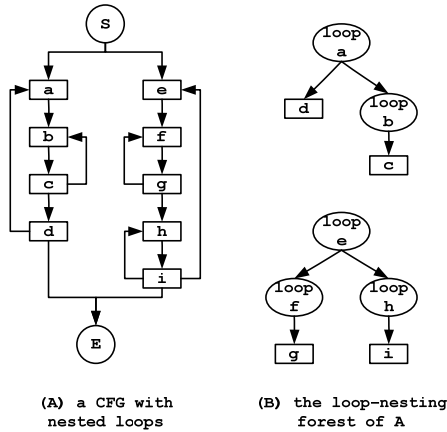 S
a
b
c
d
e
f
g
h
i
E
(A) a CFG with
nested loops
loop
a
d
loop
b
c
loop
e
loop
f
loop
h
g
i
(B) the loop-nesting
forest of A